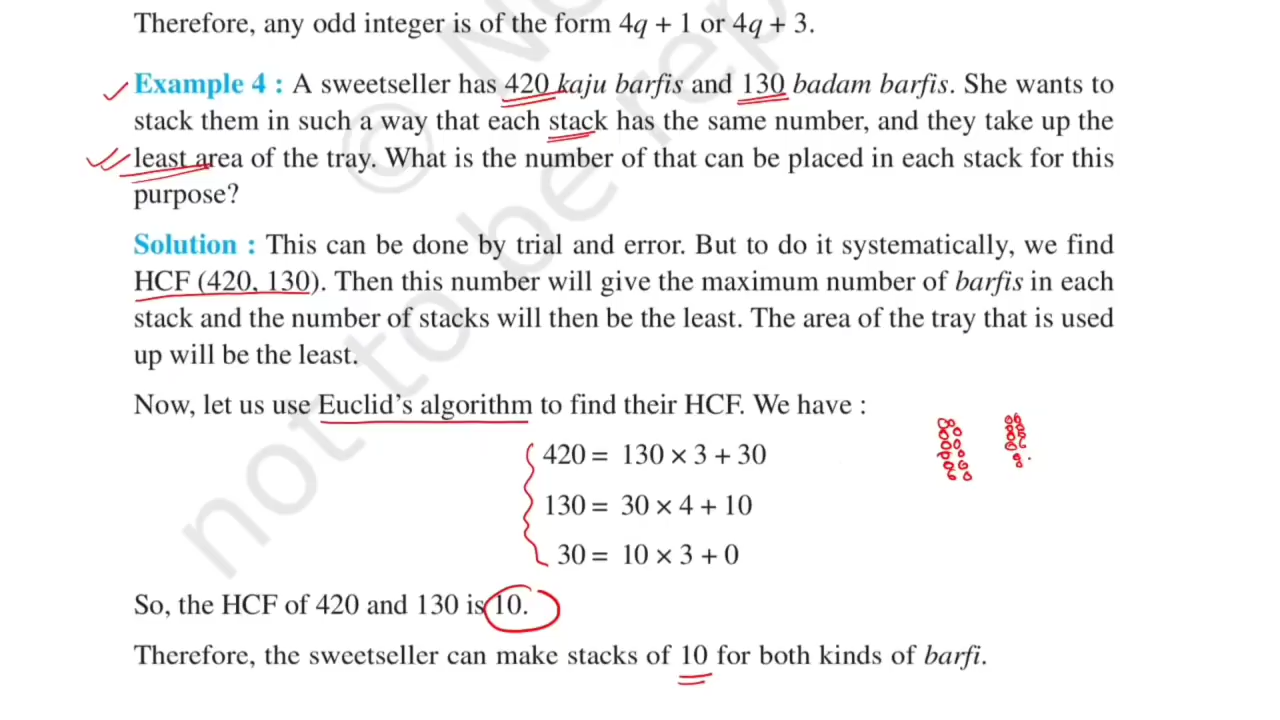 Therefore, any odd integer is of the form 4q + 1 or 4q + 3.
Example 4 : A sweetseller has 420 kaju barfis and 130 badam barfis. She wants to
stack them in such a way that each stack has the same number, and they take up the
least area of the tray. What is the number of that can be placed in each stack for this
purpose?
Solution : This can be done by trial and error. But to do it systematically, we find
HCF (420, 130). Then this number will give the maximum number of barfis in each
stack and the number of stacks will then be the least. The area of the tray that is used
up will be the least.
Now, let us use Euclid's algorithm to find their HCF. We have :
420 = 130 × 3 + 30
130 = 30 × 4 + 10
30 = 10 × 3 + 0
So, the HCF of 420 and 130 is 10.
Therefore, the sweetseller can make stacks of 10 for both kinds of barfi.
©
not to be rep